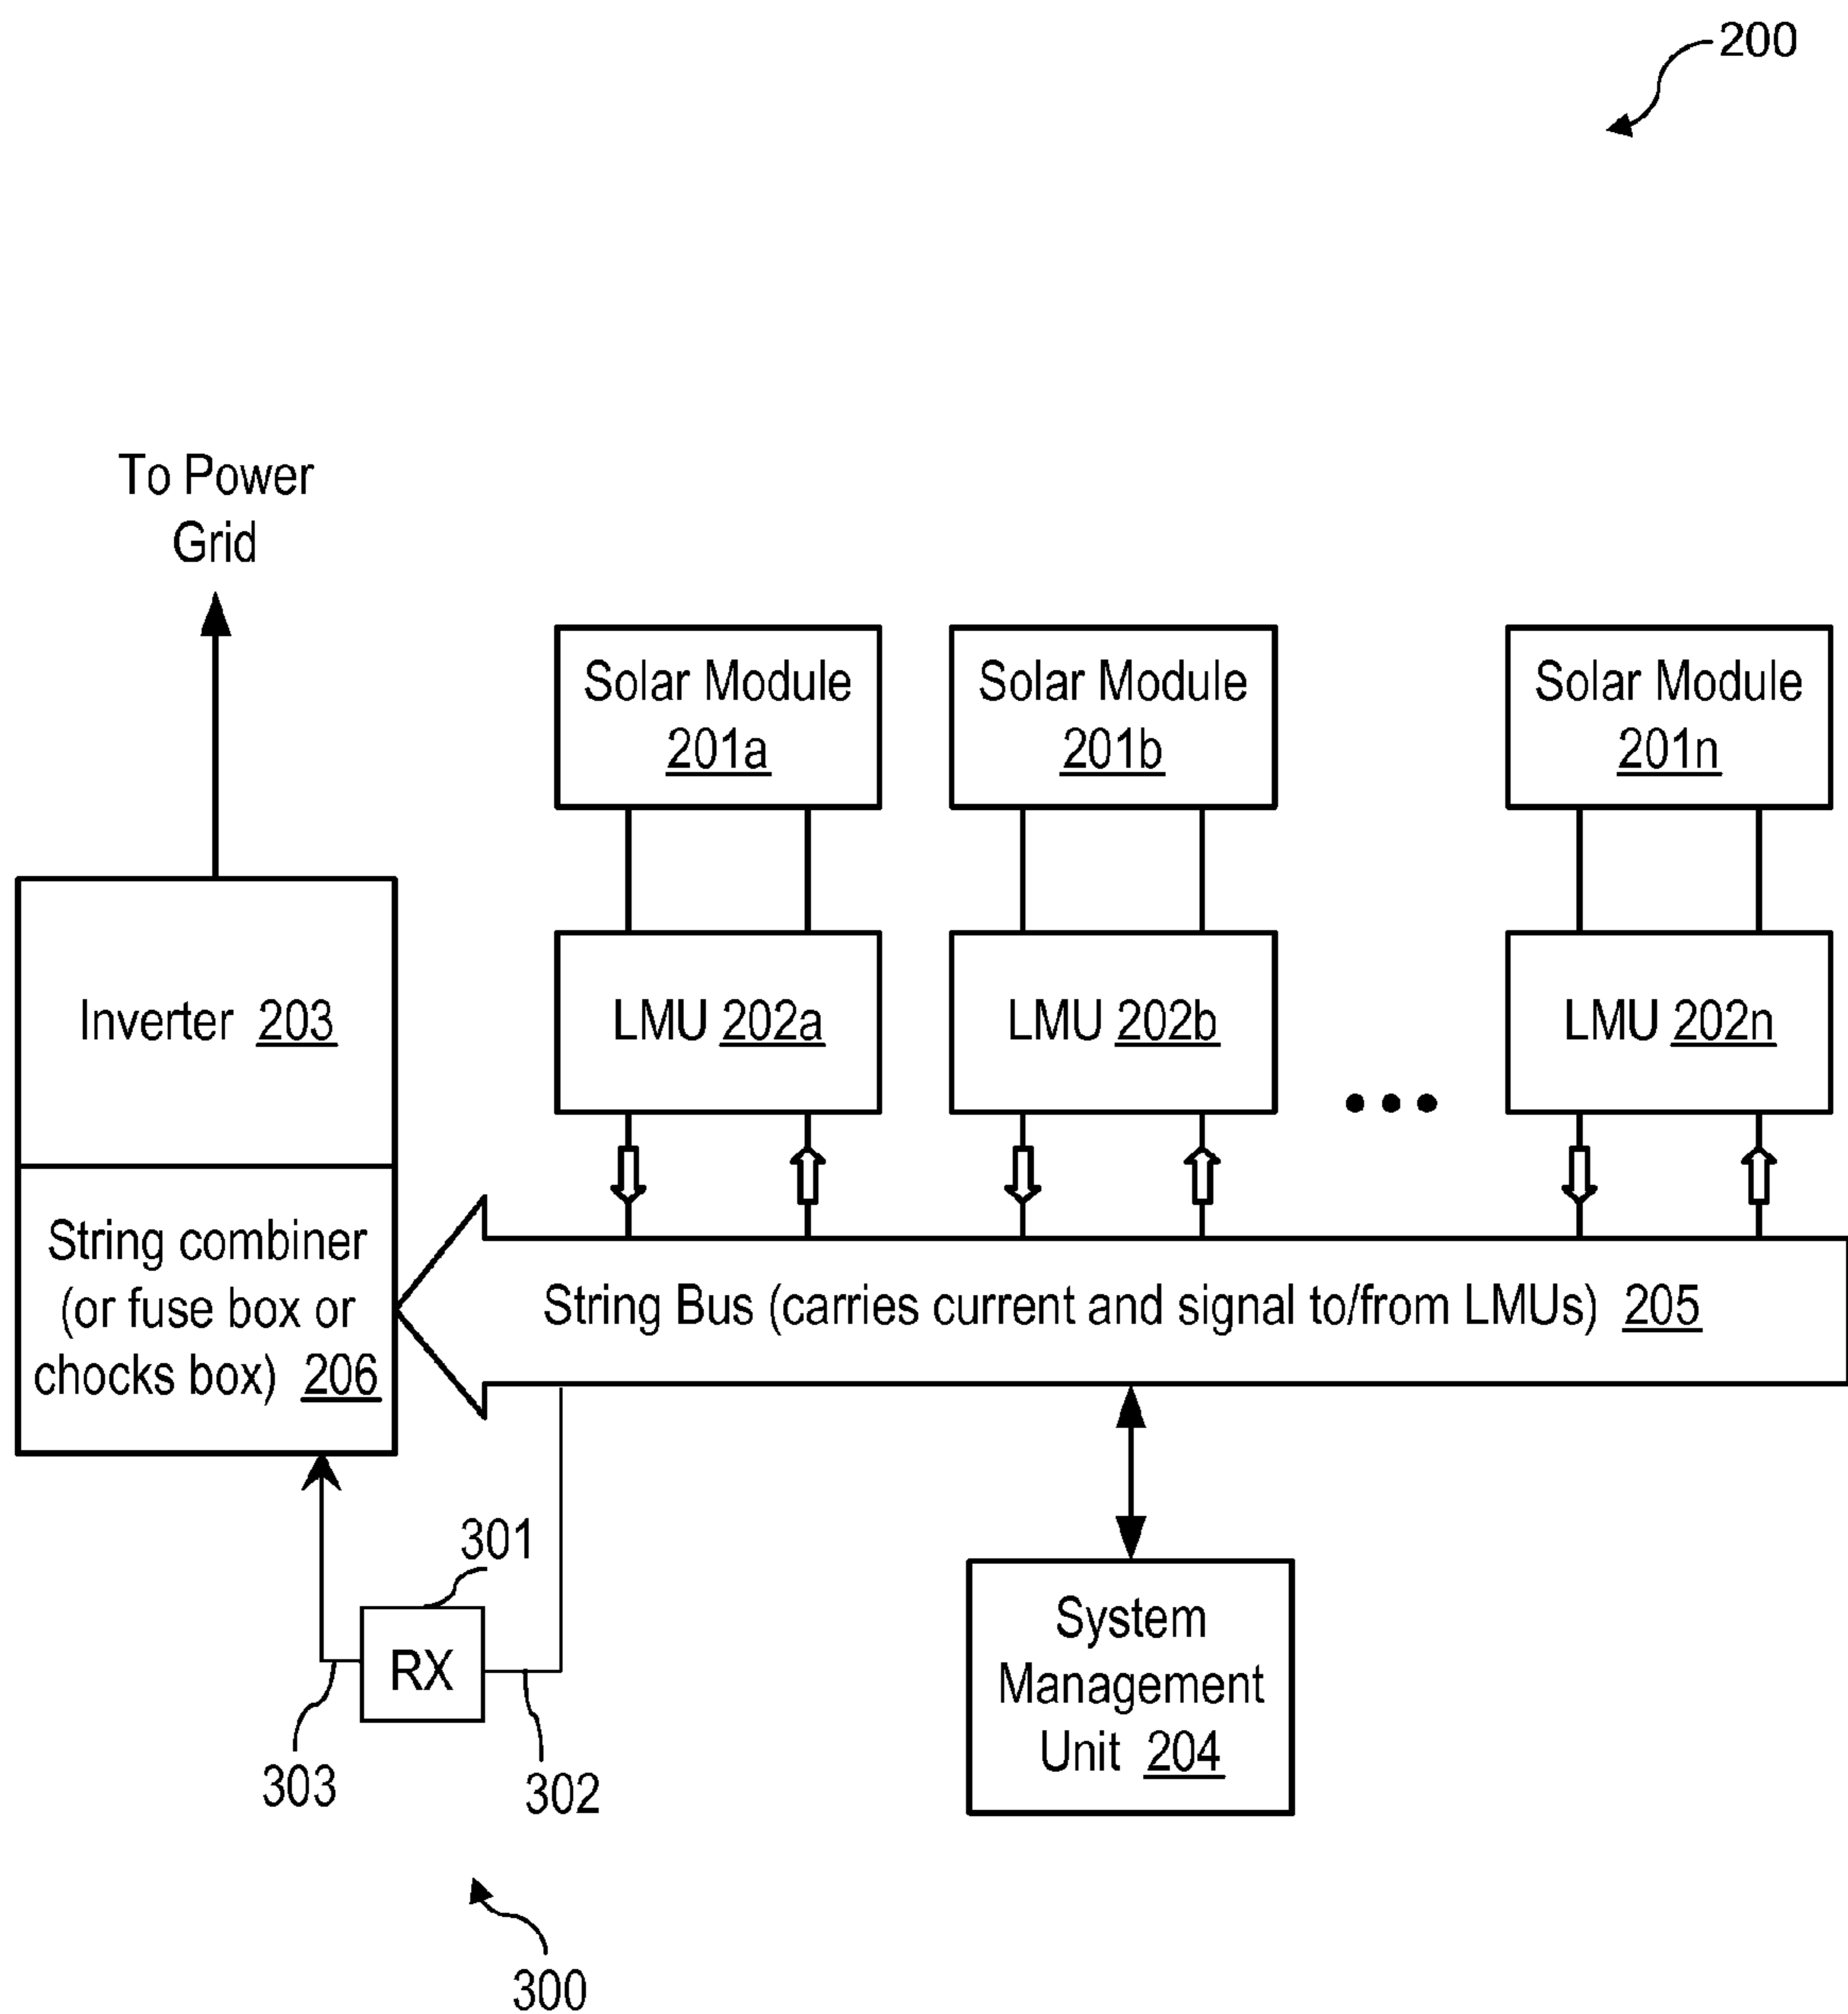 200
To Power
Grid
Solar Module
201a
Solar Module
201b
Solar Module
201n
Inverter 203
LMU 202a
LMU 202b
LMU 202n
String combiner
(or fuse box or
chocks box) 206
String Bus (carries current and signal to/from LMUs) 205
301
RX
303
302
System
Management
Unit 204
300